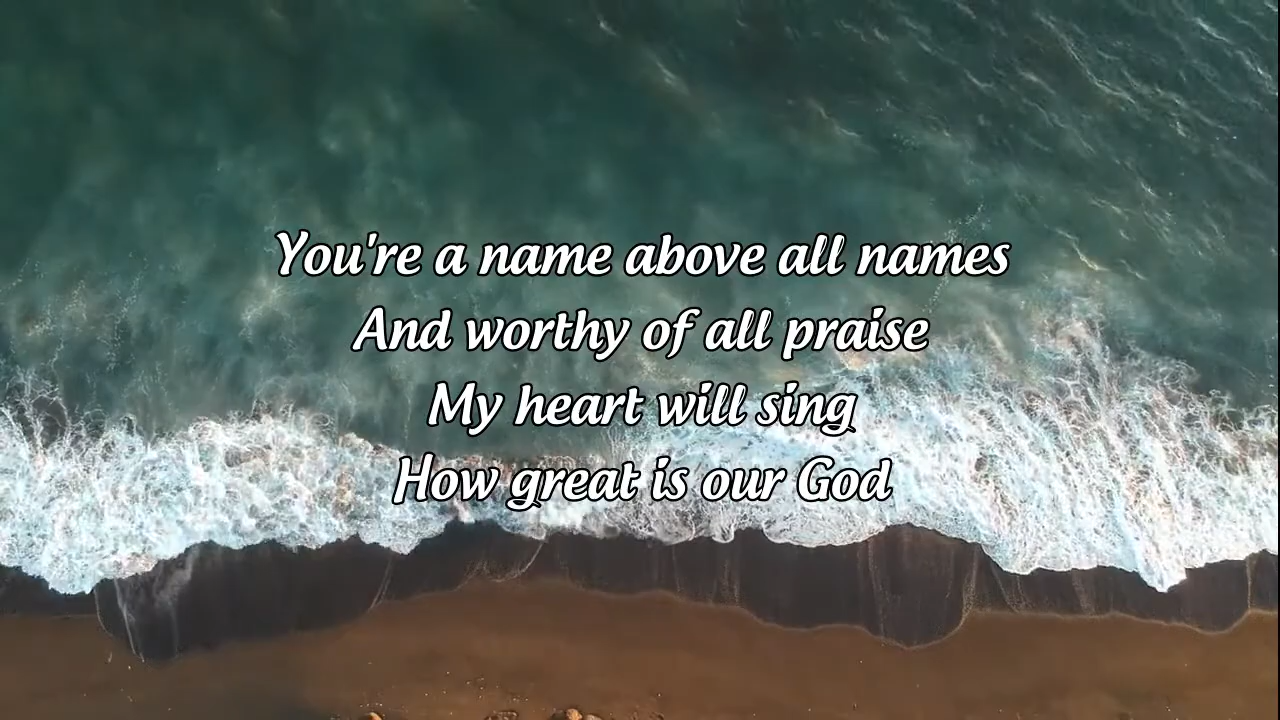 You're a name above all names
And worthy of all praise
My heart will sing
How great is our God